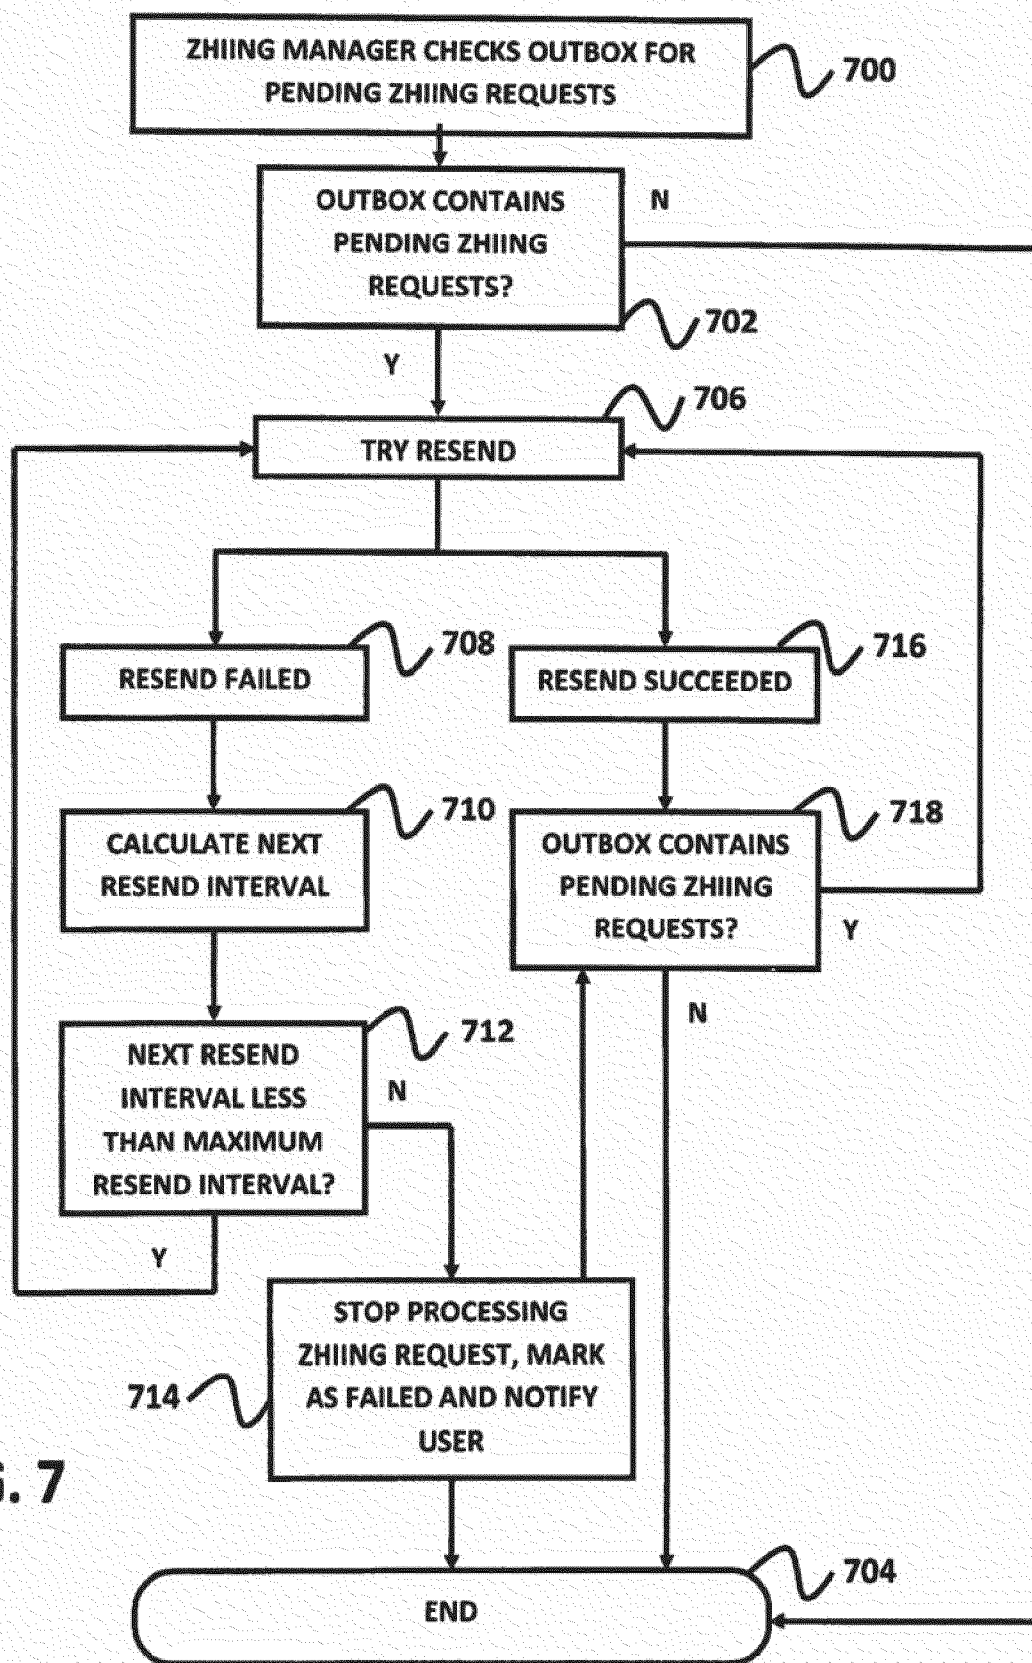 ZHIING MANAGER CHECKS OUTBOX FOR
PENDING ZHIING REQUESTS
700
OUTBOX CONTAINS
PENDING ZHIING
REQUESTS?
N
702
Y
706
TRY RESEND
708
RESEND FAILED
716
RESEND SUCCEEDED
710
CALCULATE NEXT
RESEND INTERVAL
718
OUTBOX CONTAINS
PENDING ZHIING
REQUESTS?
Y
N
712
NEXT RESEND
INTERVAL LESS
THAN MAXIMUM
RESEND INTERVAL?
N
Y
STOP PROCESSING
ZHIING REQUEST, MARK
AS FAILED AND NOTIFY
USER
714
G. 7
704
END